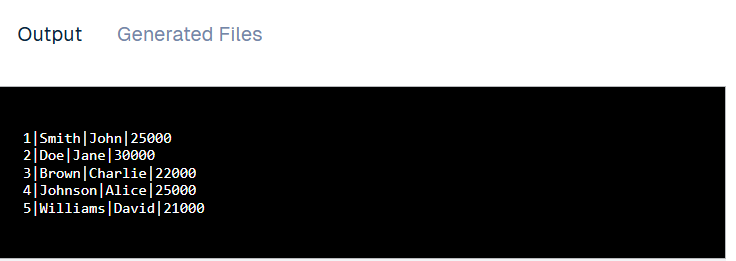 Output Generated Files
1|Smith|John|25000
2|Doe|Jane|30000
3|Brown|Charlie|22000
4|Johnson|Alice|25000
5|Williams|David|21000